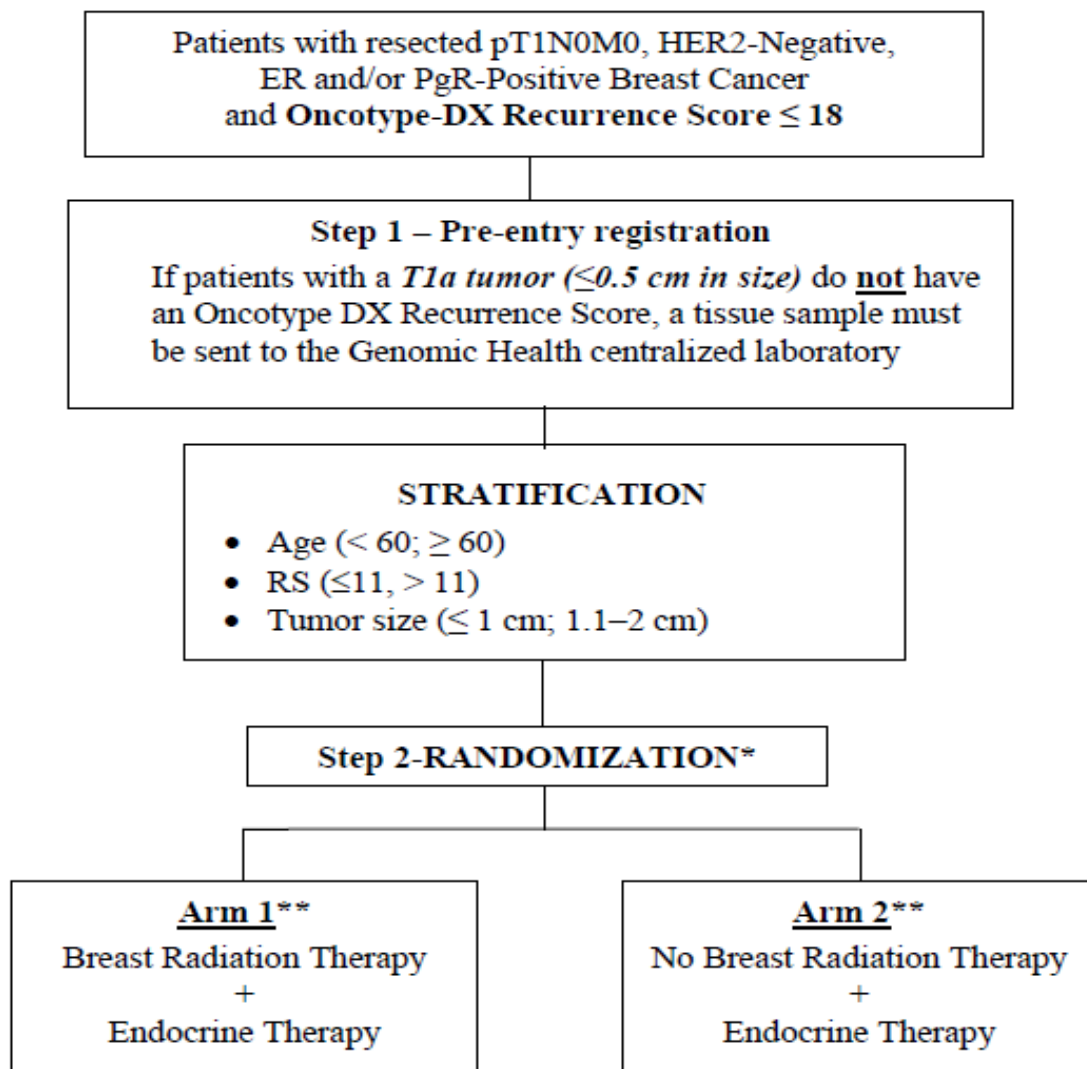 Patients with resected pT1N0M0, HER2-Negative,
ER and/or PgR-Positive Breast Cancer
and Oncotype-DX Recurrence Score ≤ 18
Step 1 – Pre-entry registration
If patients with a T1a tumor (≤0.5 cm in size) do not have
an Oncotype DX Recurrence Score, a tissue sample must
be sent to the Genomic Health centralized laboratory
STRATIFICATION
• Age (< 60; ≥ 60)
• RS (≤11, > 11)
• Tumor size (≤ 1 cm; 1.1–2 cm)
Step 2-RANDOMIZATION*
Arm 1**
Breast Radiation Therapy
+
Endocrine Therapy
Arm 2**
No Breast Radiation Therapy
+
Endocrine Therapy